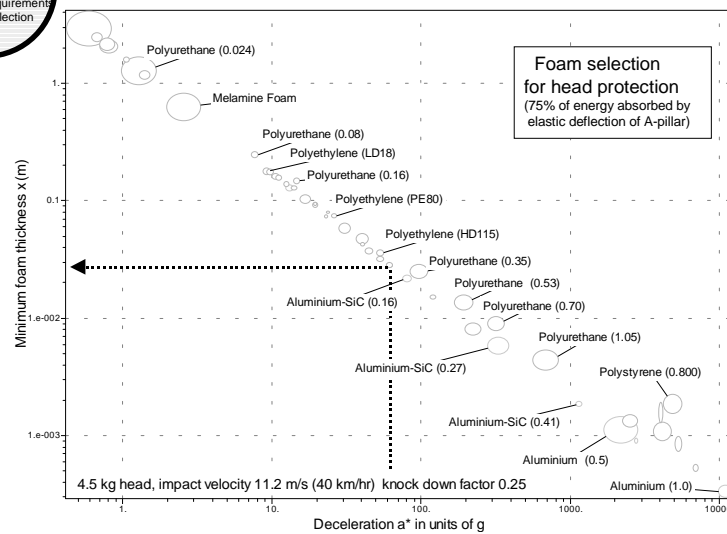 quirements
lection
Foam selection
for head protection
(75% of energy absorbed by
elastic deflection of A-pillar)
Polyurethane (0.024)
Melamine Foam
Polyurethane (0.08)
Polyethylene (LD18)
Polyurethane (0.16)
Polyethylene (PE80)
Polyethylene (HD115)
Polyurethane (0.35)
Aluminium-SiC (0.16)
Polyurethane (0.53)
Polyurethane (0.70)
Polyurethane (1.05)
Aluminium-SiC (0.27)
Polystyrene (0.800)
Aluminium-SiC (0.41)
Aluminium (0.5)
Aluminium (1.0)
4.5 kg head, impact velocity 11.2 m/s (40 km/hr) knock down factor 0.25
Minimum foam thickness x (m)
1.
0.1
1.e-002
1.e-003
1.
10.
100.
1000.
1000
Deceleration a* in units of g